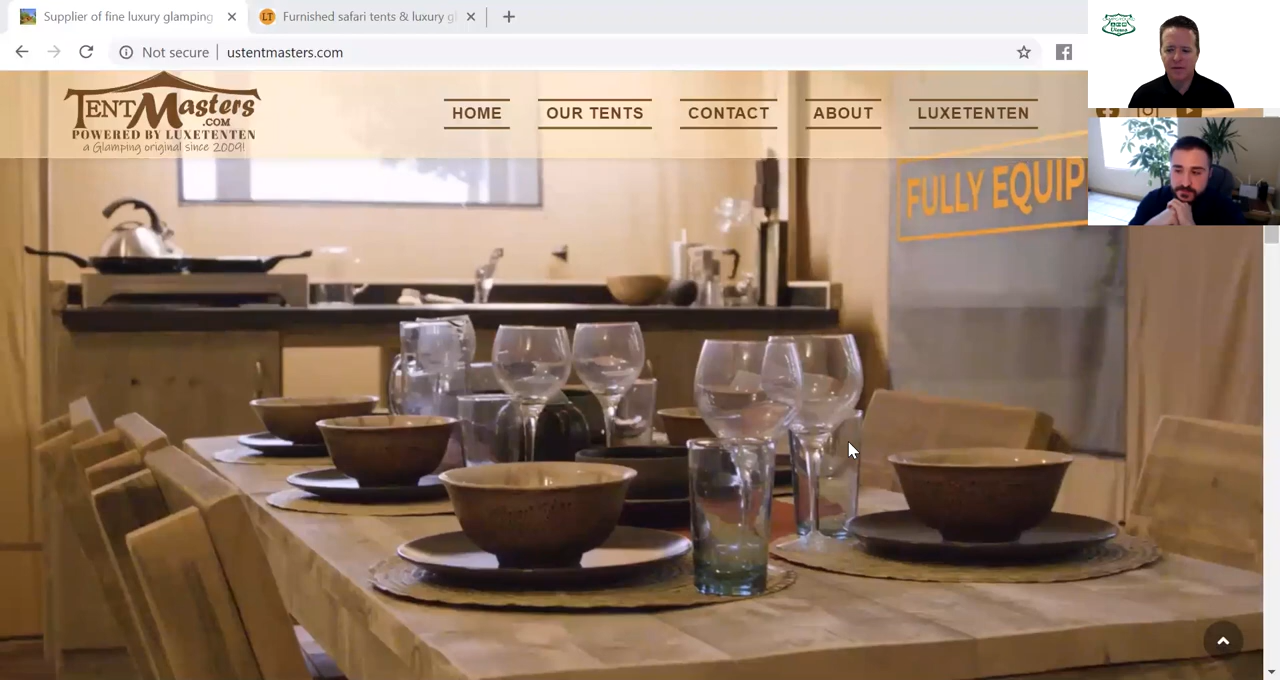 Supplier of fine luxury glamping
Furnished safari tents & luxury gl
Not secure
ustentmasters.com
TentMasters
.COM
POWERED BY LUXETENTEN
a Glamping original since 2009!
HOME
OUR TENTS
CONTACT
ABOUT
LUXETENTEN
FULLY EQUIP
LT